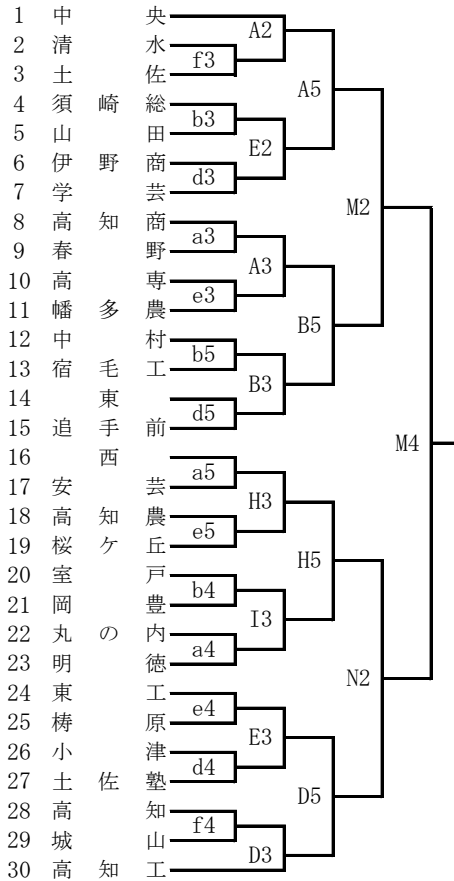 1 中央
A2
2 清水
f3
3 土佐
A5
4 須崎総
b3
5 山田
E2
6 伊野商
d3
7 学芸
M2
8 高知商
a3
9 春野
A3
10 高専
e3
11 幡多農
B5
12 中村
b5
13 宿毛工
B3
14 東
d5
15 追手前
M4
16 西
a5
17 安芸
H3
18 高知農
e5
19 桜ケ丘
H5
20 室戸
b4
21 岡豊
I3
22 丸の内
a4
23 明徳
N2
24 東工
e4
25 梼原
E3
26 小津
d4
27 土佐塾
D5
28 高知
f4
29 城山
D3
30 高知工